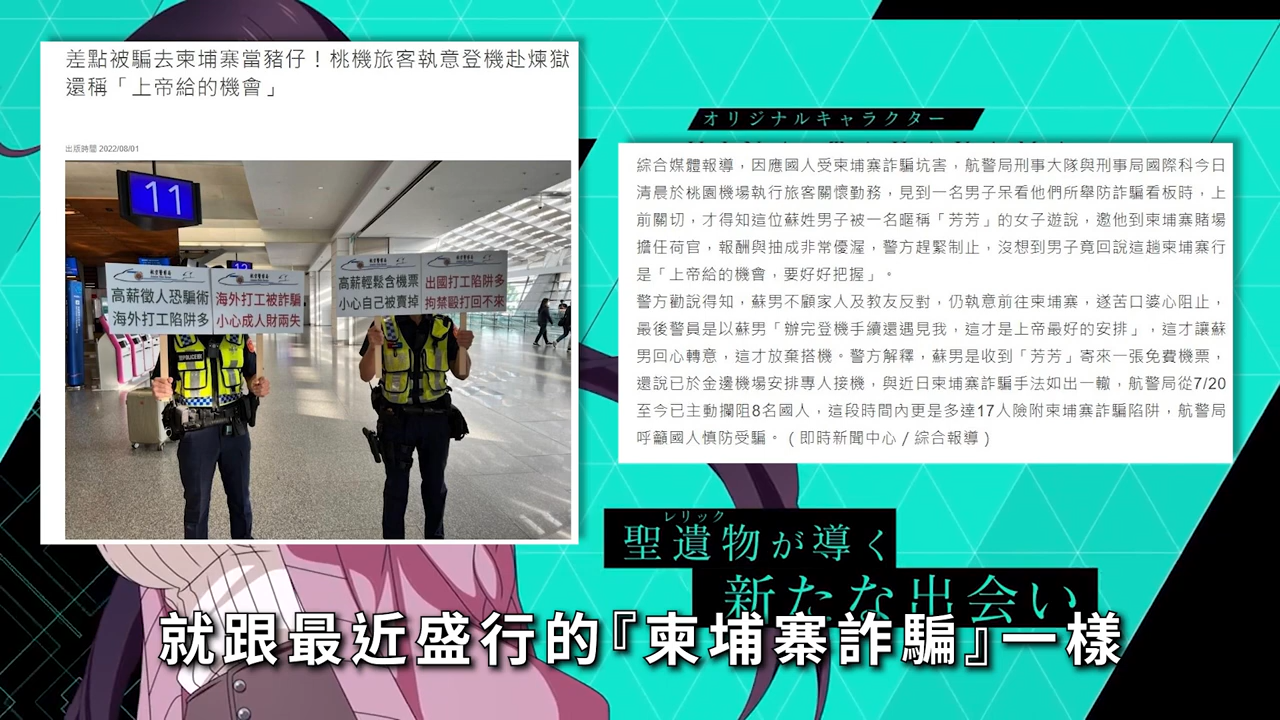 差點被騙去柬埔寨當豬仔！桃機旅客執意登機赴煉獄
還稱「上帝給的機會」
出版時間 2022/08/01
11
12
高薪徵人恐騙術
海外打工陷阱多
海外打工被詐騙
小心成人財兩失
高薪輕鬆含機票
小心自己被賣掉
出國打工陷阱多
拘禁毆打回不來
POLICE
オリジナルキャラクター
綜合媒體報導，因應國人受柬埔寨詐騙坑害，航警局刑事大隊與刑事局國際科今日
清晨於桃園機場執行旅客關懷勤務，見到一名男子呆看他們所舉防詐騙看板時，上
前關切，才得知這位蘇姓男子被一名暱稱「芳芳」的女子遊說，邀他到柬埔寨賭場
擔任荷官，報酬與抽成非常優渥，警方趕緊制止，沒想到男子竟回說這趟柬埔寨行
是「上帝給的機會，要好好把握」。
警方勸說得知，蘇男不顧家人及教友反對，仍執意前往柬埔寨，遂苦口婆心阻止，
最後警員是以蘇男「辦完登機手續還遇見我，這才是上帝最好的安排」，這才讓蘇
男回心轉意，這才放棄搭機。警方解釋，蘇男是收到「芳芳」寄來一張免費機票，
還說已於金邊機場安排專人接機，與近日柬埔寨詐騙手法如出一轍，航警局從7/20
至今已主動攔阻8名國人，這段時間內更是多達17人險附柬埔寨詐騙陷阱，航警局
呼籲國人慎防受騙。（即時新聞中心／綜合報導）
レリック
聖遺物が導く
新たな出会い
就跟最近盛行的『柬埔寨詐騙』一樣